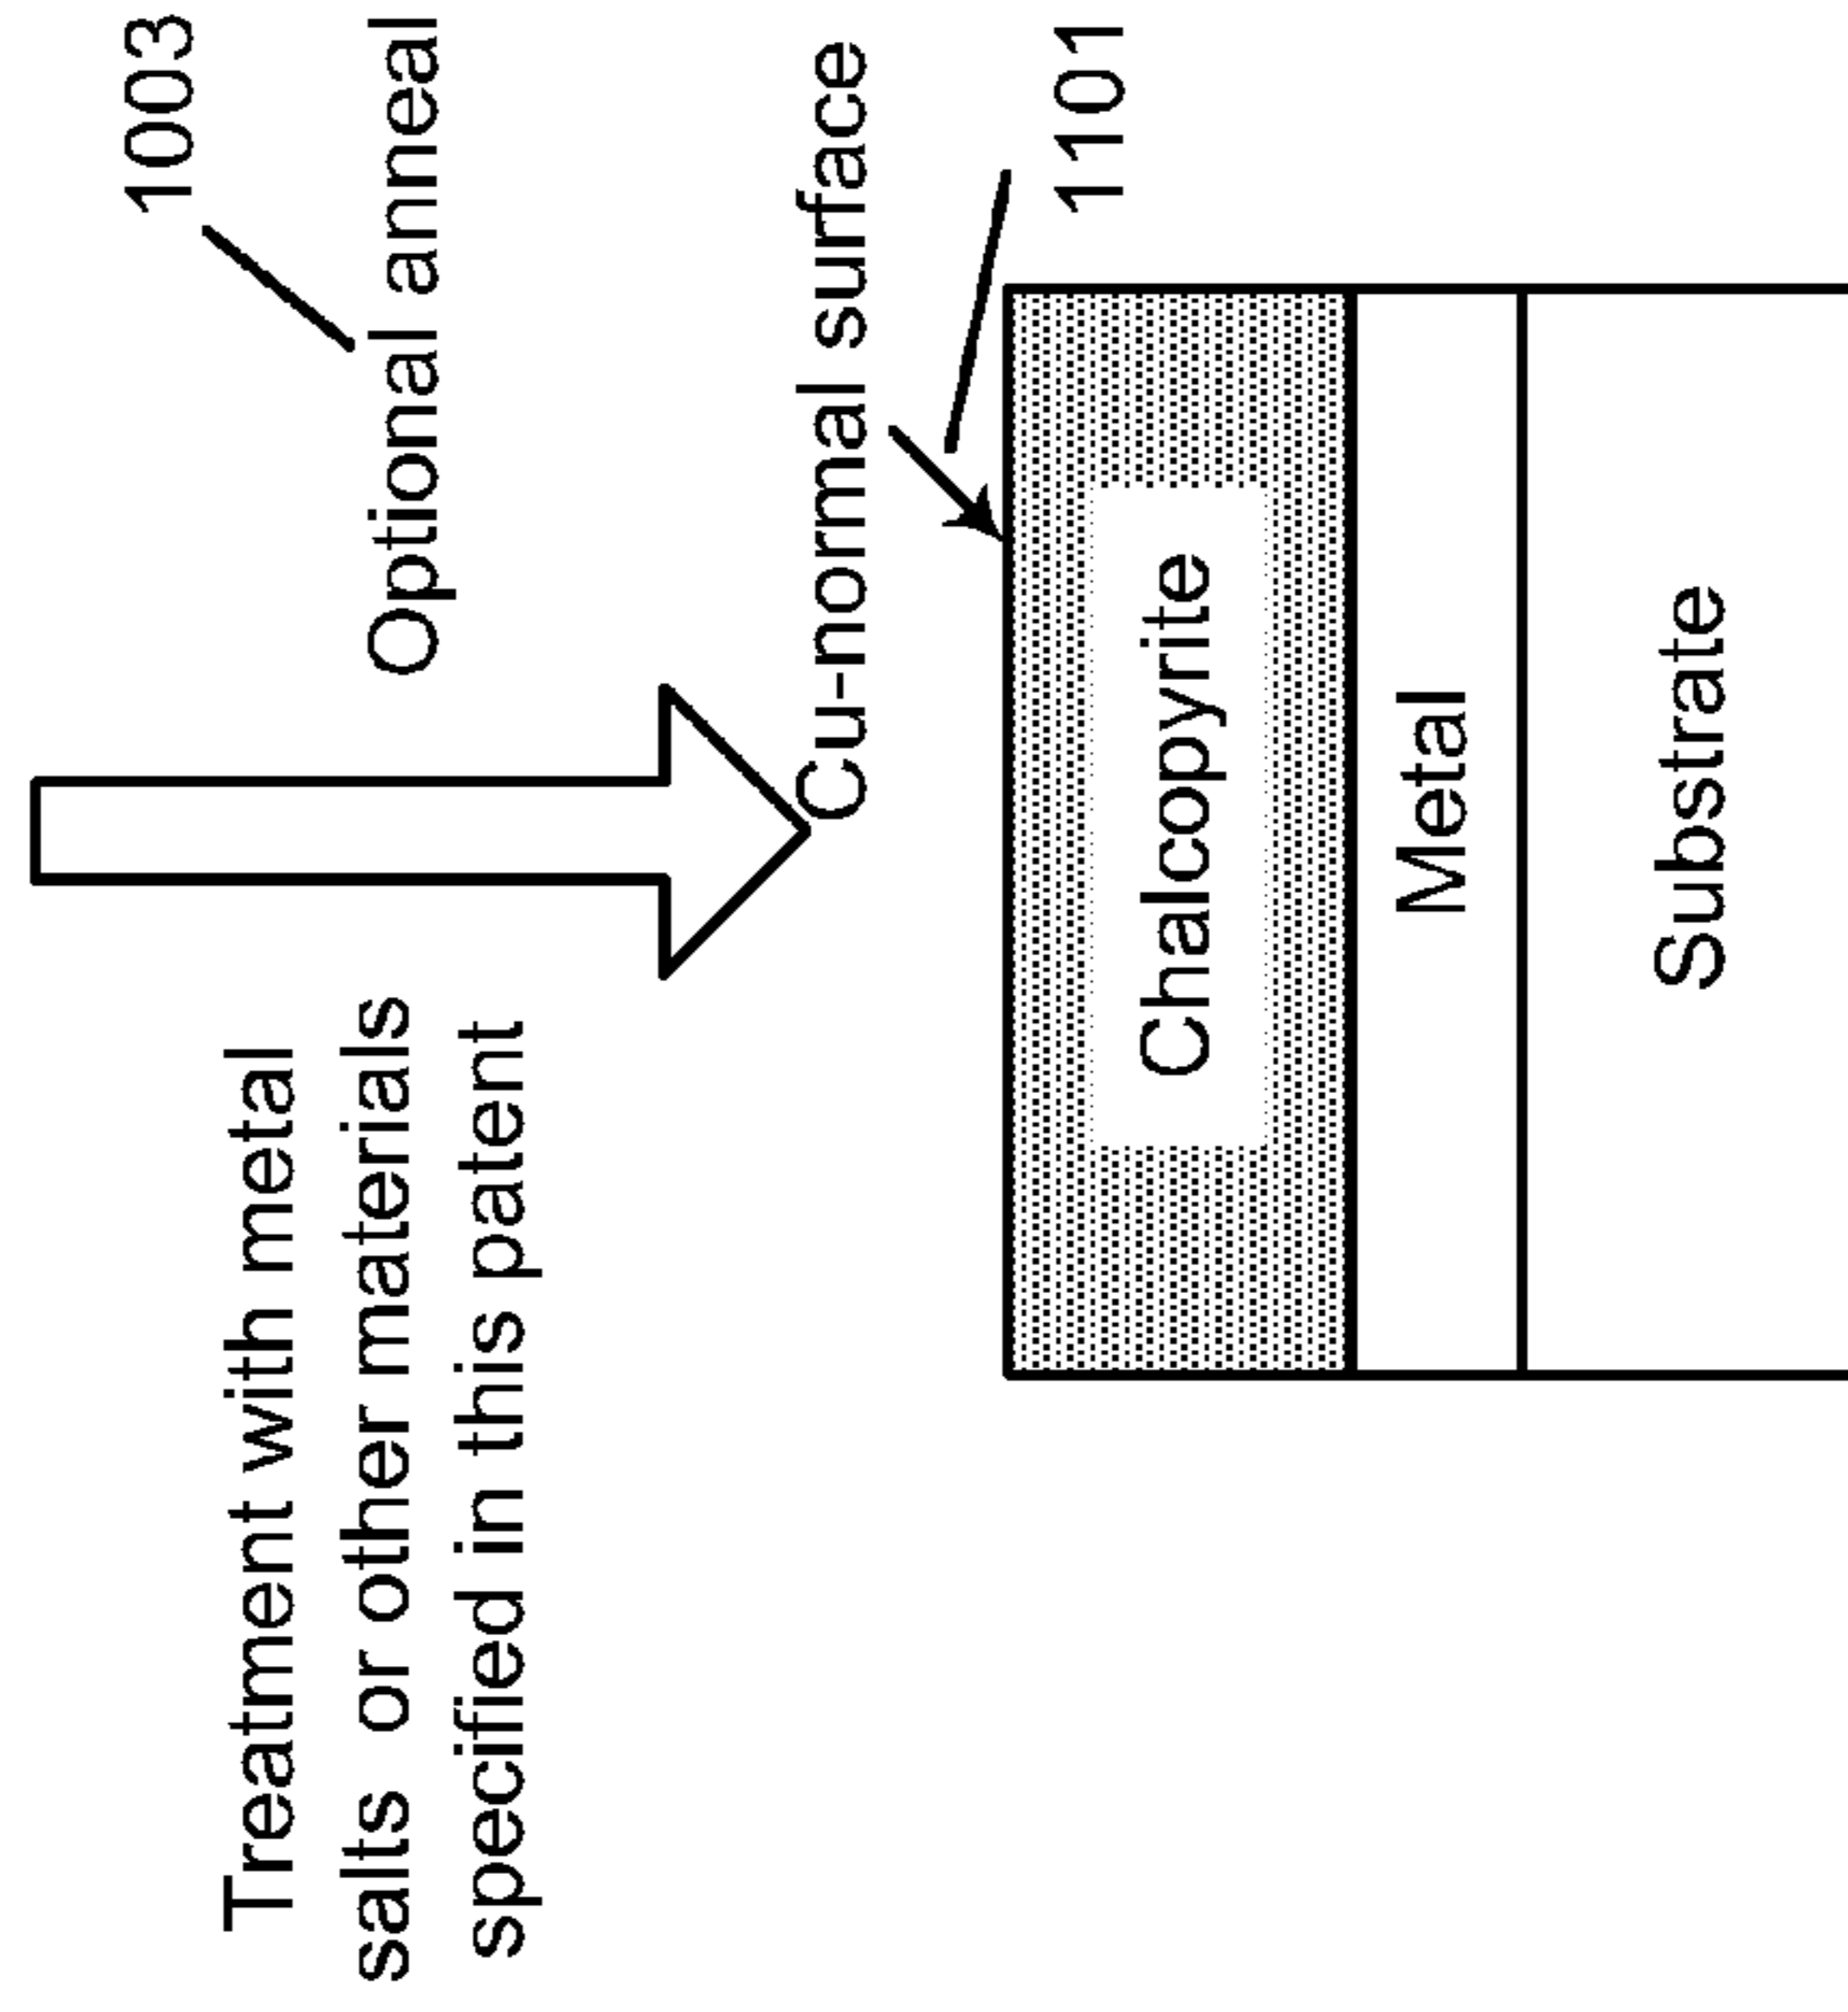 Treatment with metal
salts or other materials
specified in this patent
1003
Optional anneal
Cu-normal surface
1101
Chalcopyrite
Metal
Substrate